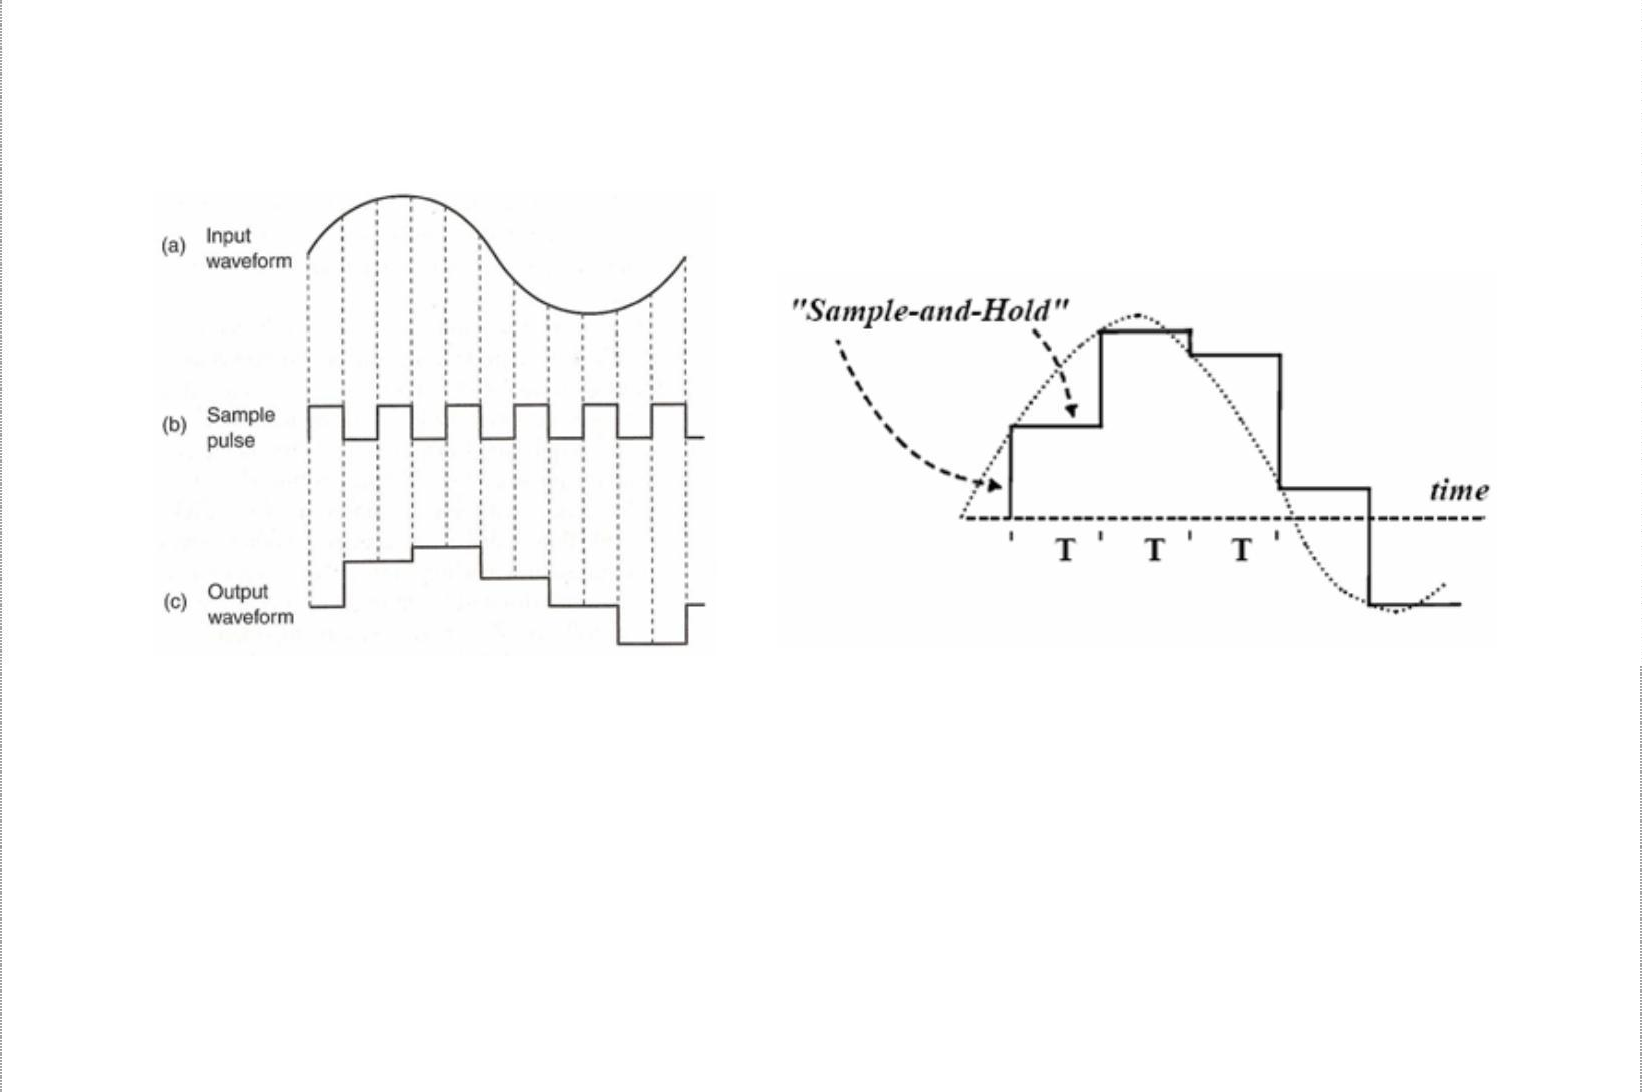 (a) Input
waveform
(b) Sample
pulse
(c) Output
waveform
"Sample-and-Hold"
time
T T T